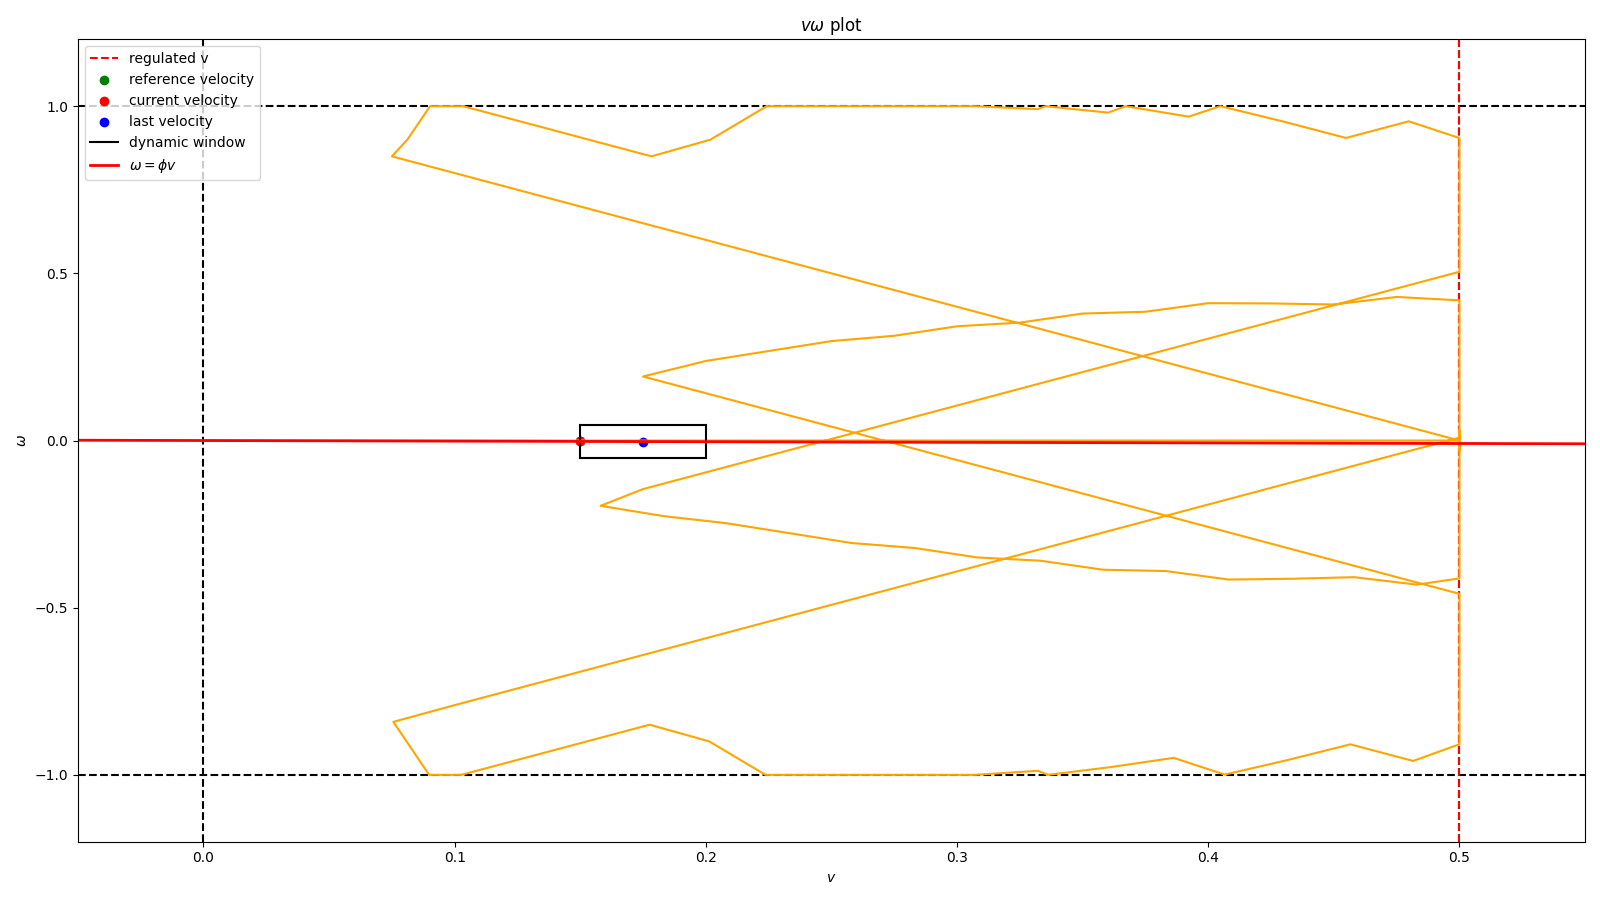 vω plot
regulated v
reference velocity
current velocity
last velocity
dynamic window
ω = ϕv
1.0
0.5
0.0
−0.5
−1.0
ω
0.0 0.1 0.2 0.3 0.4 0.5
v